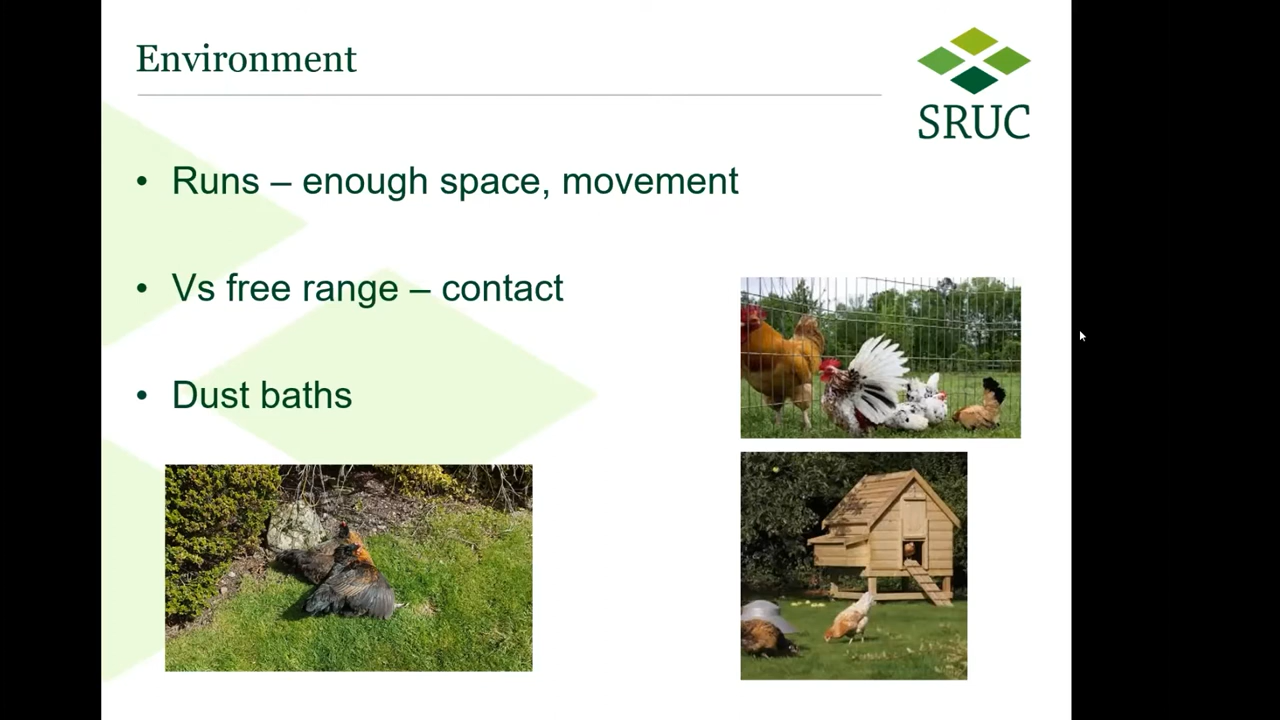 Environment
SRUC
• Runs – enough space, movement
• Vs free range – contact
• Dust baths